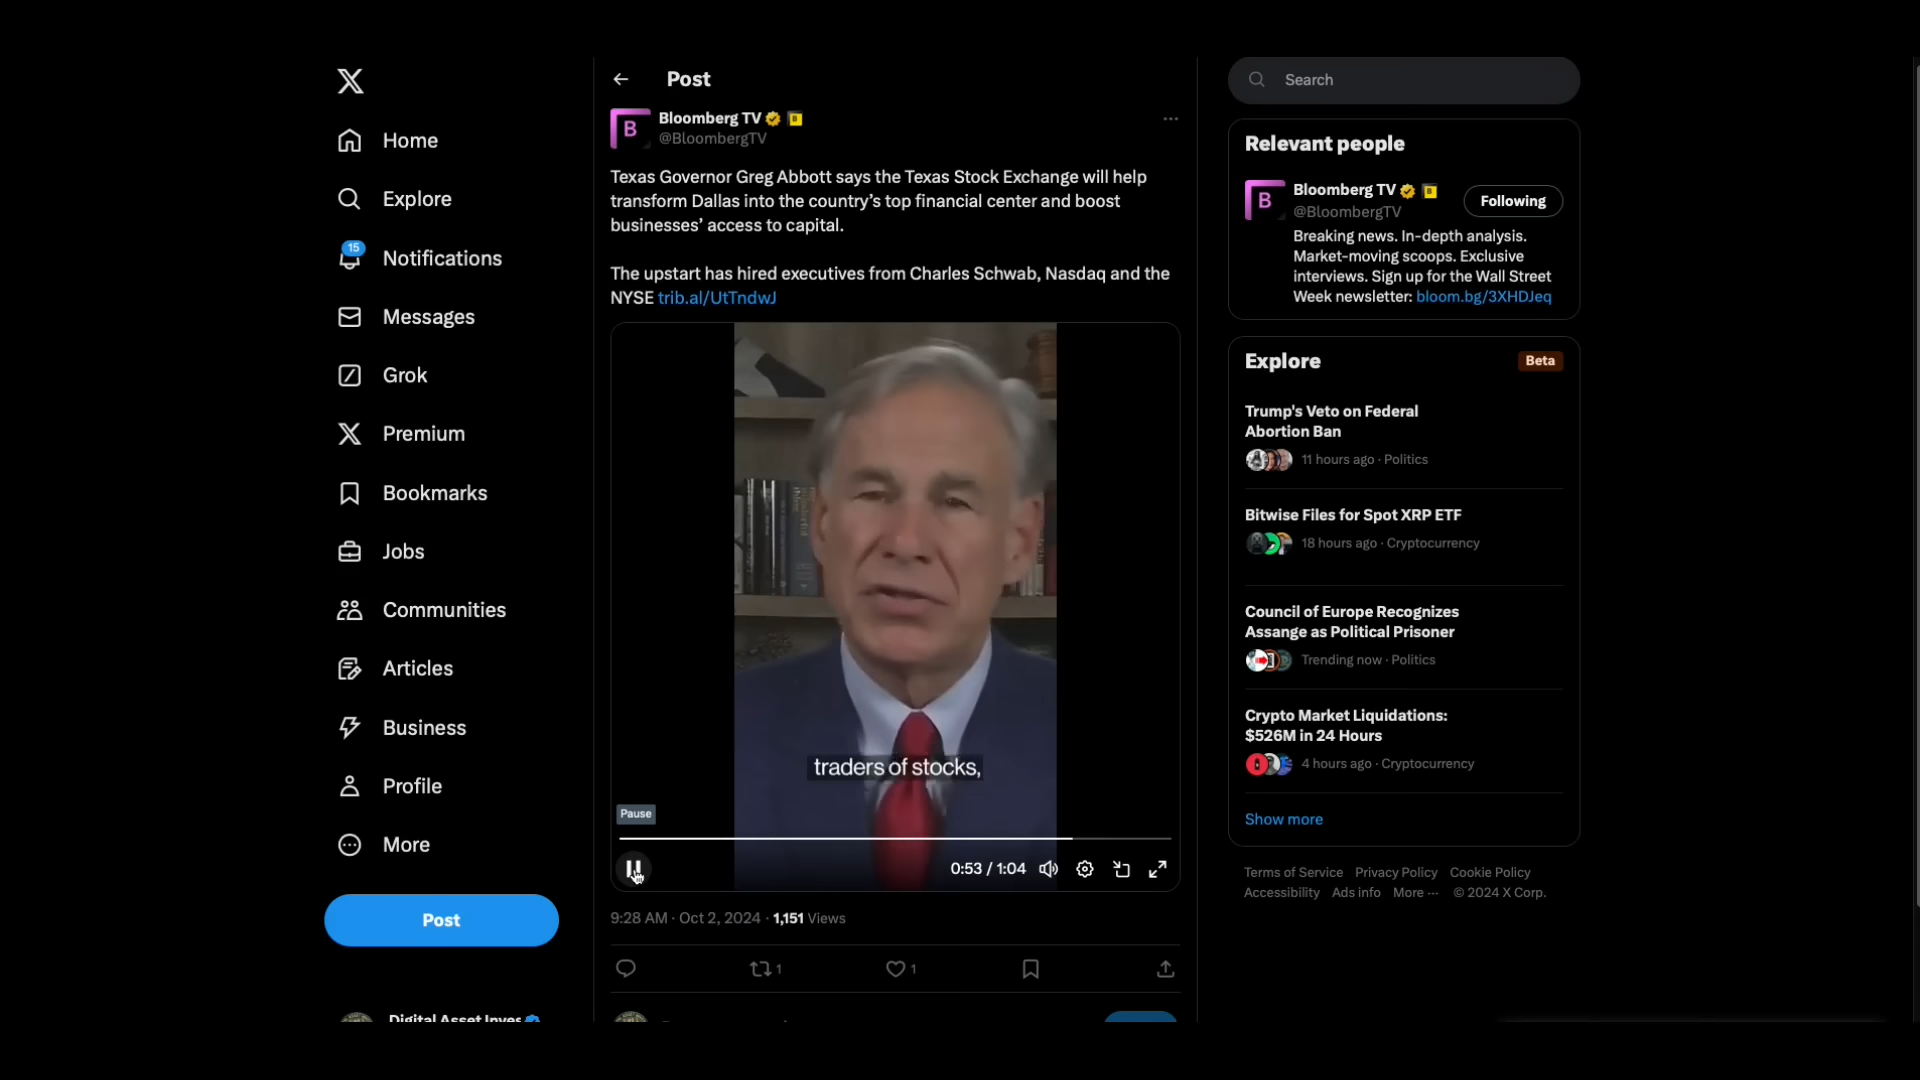 Home
Explore
15
Notifications
Messages
Grok
Premium
Bookmarks
Jobs
Communities
Articles
Business
Profile
More
Post
Digital Asset Inves
Post
B
Bloomberg TV
@BloombergTV
Texas Governor Greg Abbott says the Texas Stock Exchange will help
transform Dallas into the country’s top financial center and boost
businesses’ access to capital.
The upstart has hired executives from Charles Schwab, Nasdaq and the
NYSE trib.al/UtTndwJ
traders of stocks,
Pause
0:53 / 1:04
9:28 AM · Oct 2, 2024 · 1,151 Views
1
1
Search
Relevant people
B
Bloomberg TV
@BloombergTV
Following
Breaking news. In-depth analysis.
Market-moving scoops. Exclusive
interviews. Sign up for the Wall Street
Week newsletter: bloom.bg/3XHDJeq
Explore
Beta
Trump's Veto on Federal
Abortion Ban
11 hours ago · Politics
Bitwise Files for Spot XRP ETF
18 hours ago · Cryptocurrency
Council of Europe Recognizes
Assange as Political Prisoner
Trending now · Politics
Crypto Market Liquidations:
$526M in 24 Hours
4 hours ago · Cryptocurrency
Show more
Terms of Service Privacy Policy Cookie Policy
Accessibility Ads info More ··· © 2024 X Corp.